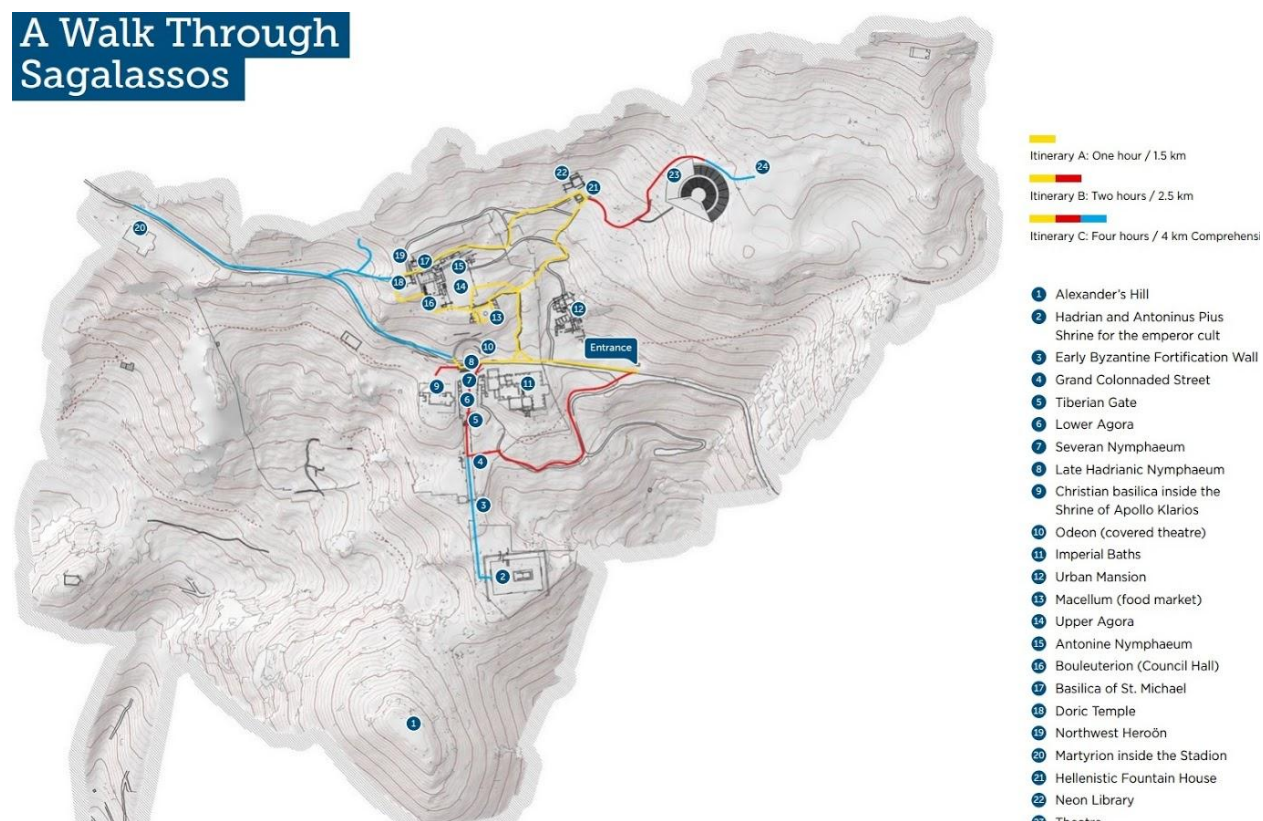 A Walk Through
Sagalassos
Itinerary A: One hour / 1.5 km
Itinerary B: Two hours / 2.5 km
Itinerary C: Four hours / 4 km Comprehensi
22
21
23
24
20
19
17
15
18
14
16
13
12
10
Entrance
8
7
11
9
6
5
4
3
2
1
1 Alexander's Hill
2 Hadrian and Antoninus Pius
Shrine for the emperor cult
3 Early Byzantine Fortification Wall
4 Grand Colonnaded Street
5 Tiberian Gate
6 Lower Agora
7 Severan Nymphaeum
8 Late Hadrianic Nymphaeum
9 Christian basilica inside the
Shrine of Apollo Klarios
10 Odeon (covered theatre)
11 Imperial Baths
12 Urban Mansion
13 Macellum (food market)
14 Upper Agora
15 Antonine Nymphaeum
16 Bouleuterion (Council Hall)
17 Basilica of St. Michael
18 Doric Temple
19 Northwest Heroön
20 Martyrion inside the Stadion
21 Hellenistic Fountain House
22 Neon Library
23 Theatre